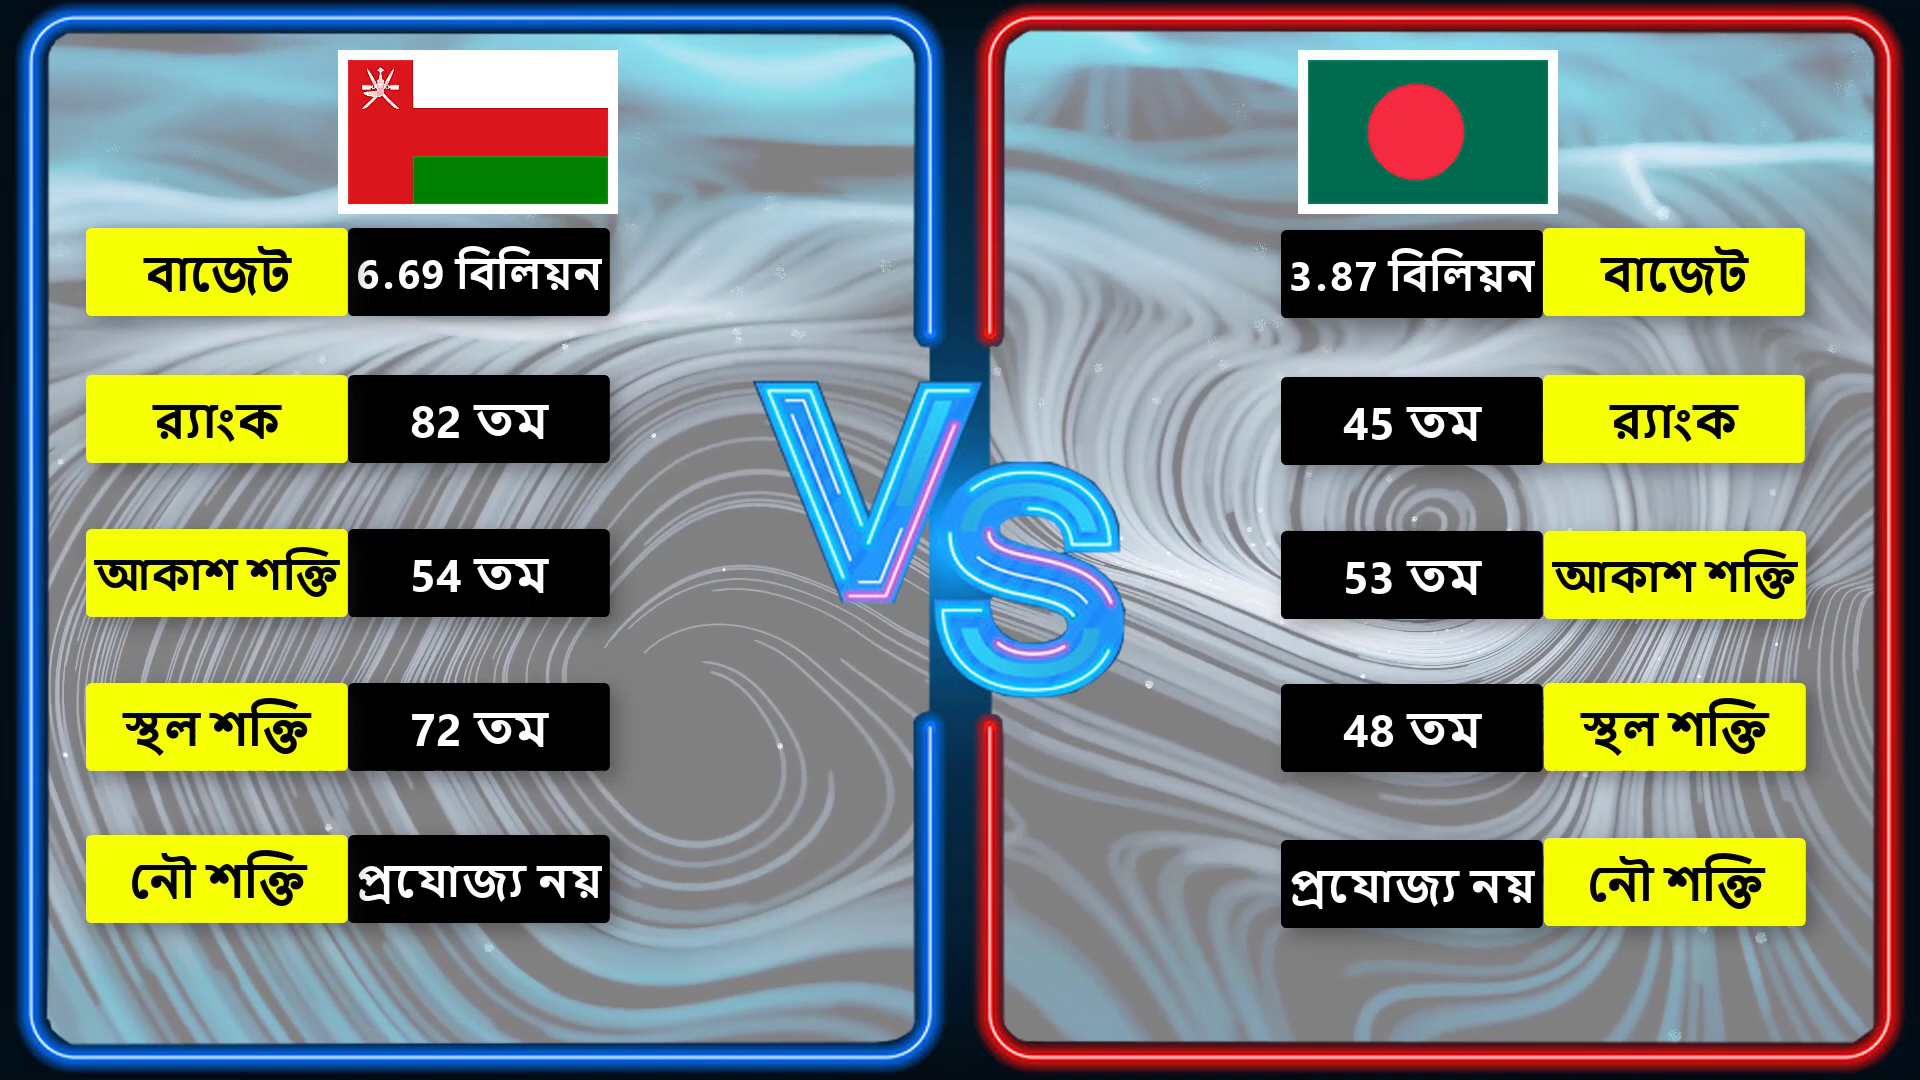 বাজেট 6.69 বিলিয়ন
র‍্যাংক 82 তম
আকাশ শক্তি 54 তম
স্থল শক্তি 72 তম
নৌ শক্তি প্রযোজ্য নয়
VS
3.87 বিলিয়ন বাজেট
45 তম র‍্যাংক
53 তম আকাশ শক্তি
48 তম স্থল শক্তি
প্রযোজ্য নয় নৌ শক্তি